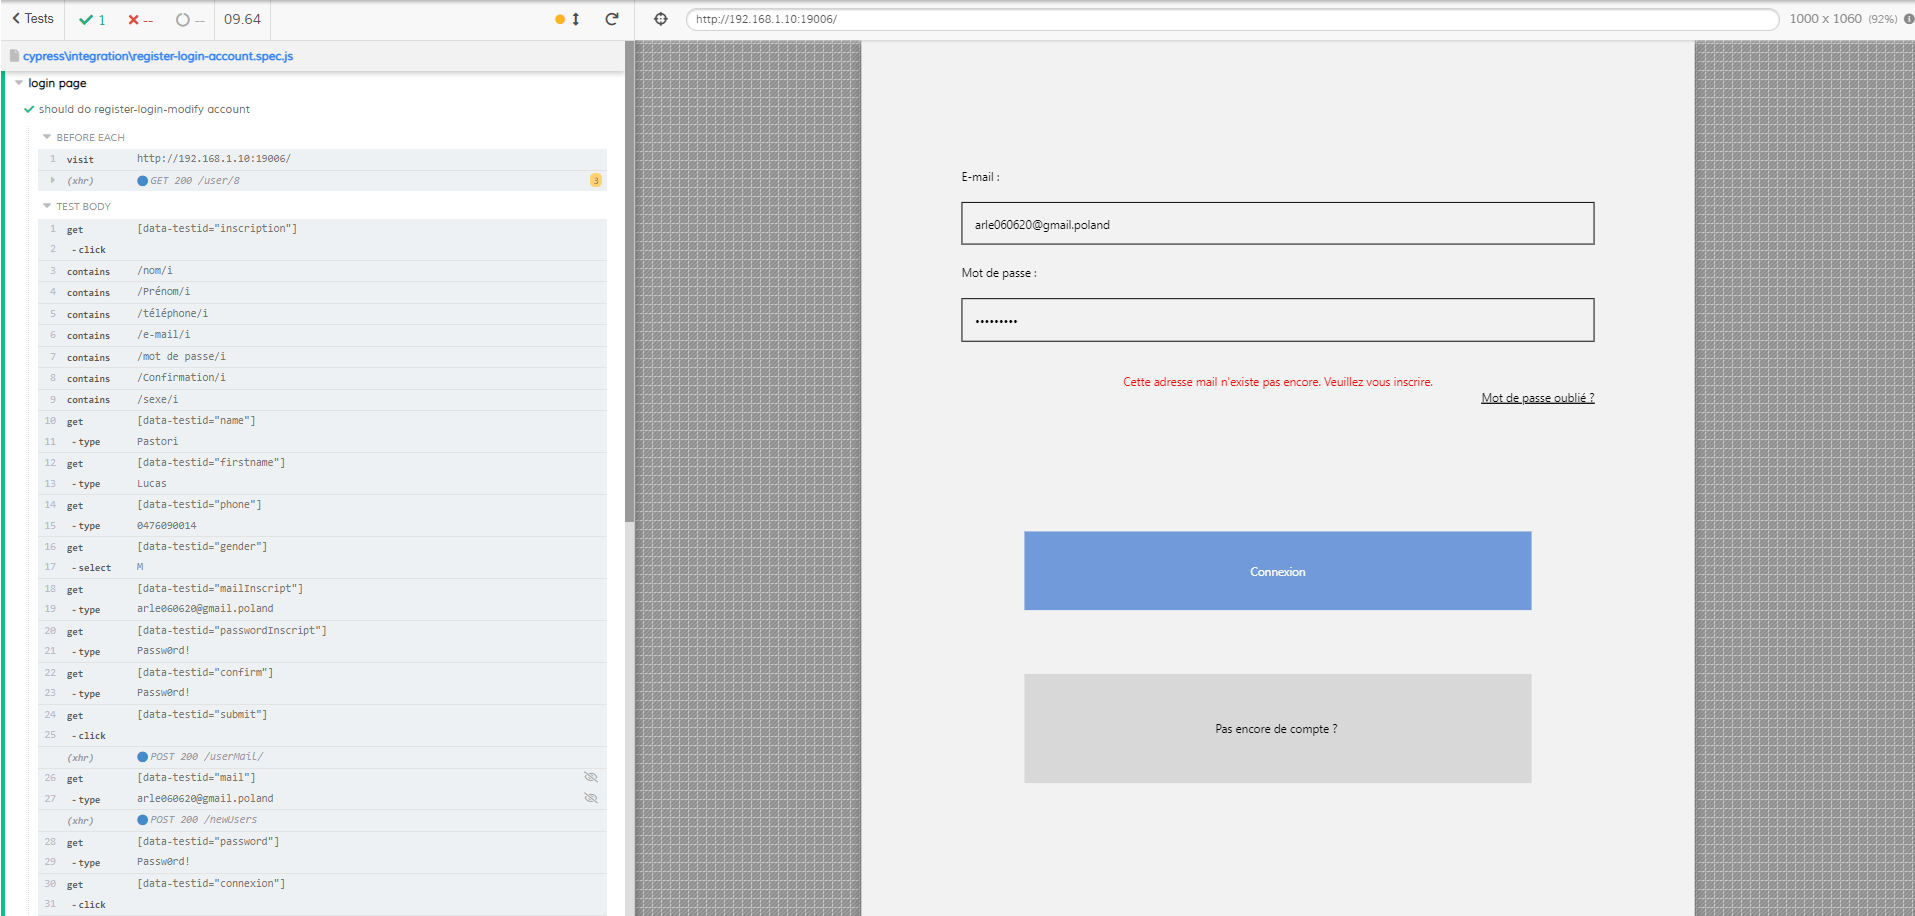 Tests
1
--
--
09.64
http://192.168.1.10:19006/
1000 x 1060 (92%)
cypress\integration\register-login-account.spec.js
login page
should do register-login-modify account
BEFORE EACH
1 visit http://192.168.1.10:19006/
(xhr) GET 200 /user/8 3
TEST BODY
1 get [data-testid="inscription"]
2 -click
3 contains /nom/i
4 contains /Prénom/i
5 contains /téléphone/i
6 contains /e-mail/i
7 contains /mot de passe/i
8 contains /Confirmation/i
9 contains /sexe/i
10 get [data-testid="name"]
11 -type Pastori
12 get [data-testid="firstname"]
13 -type Lucas
14 get [data-testid="phone"]
15 -type 0476090014
16 get [data-testid="gender"]
17 -select M
18 get [data-testid="mailInscript"]
19 -type arle060620@gmail.poland
20 get [data-testid="passwordInscript"]
21 -type Passw0rd!
22 get [data-testid="confirm"]
23 -type Passw0rd!
24 get [data-testid="submit"]
25 -click
(xhr) POST 200 /userMail/
26 get [data-testid="mail"]
27 -type arle060620@gmail.poland
(xhr) POST 200 /newUsers
28 get [data-testid="password"]
29 -type Passw0rd!
30 get [data-testid="connexion"]
31 -click
E-mail :
arle060620@gmail.poland
Mot de passe :
•••••••••
Cette adresse mail n'existe pas encore. Veuillez vous inscrire.
Mot de passe oublié ?
Connexion
Pas encore de compte ?